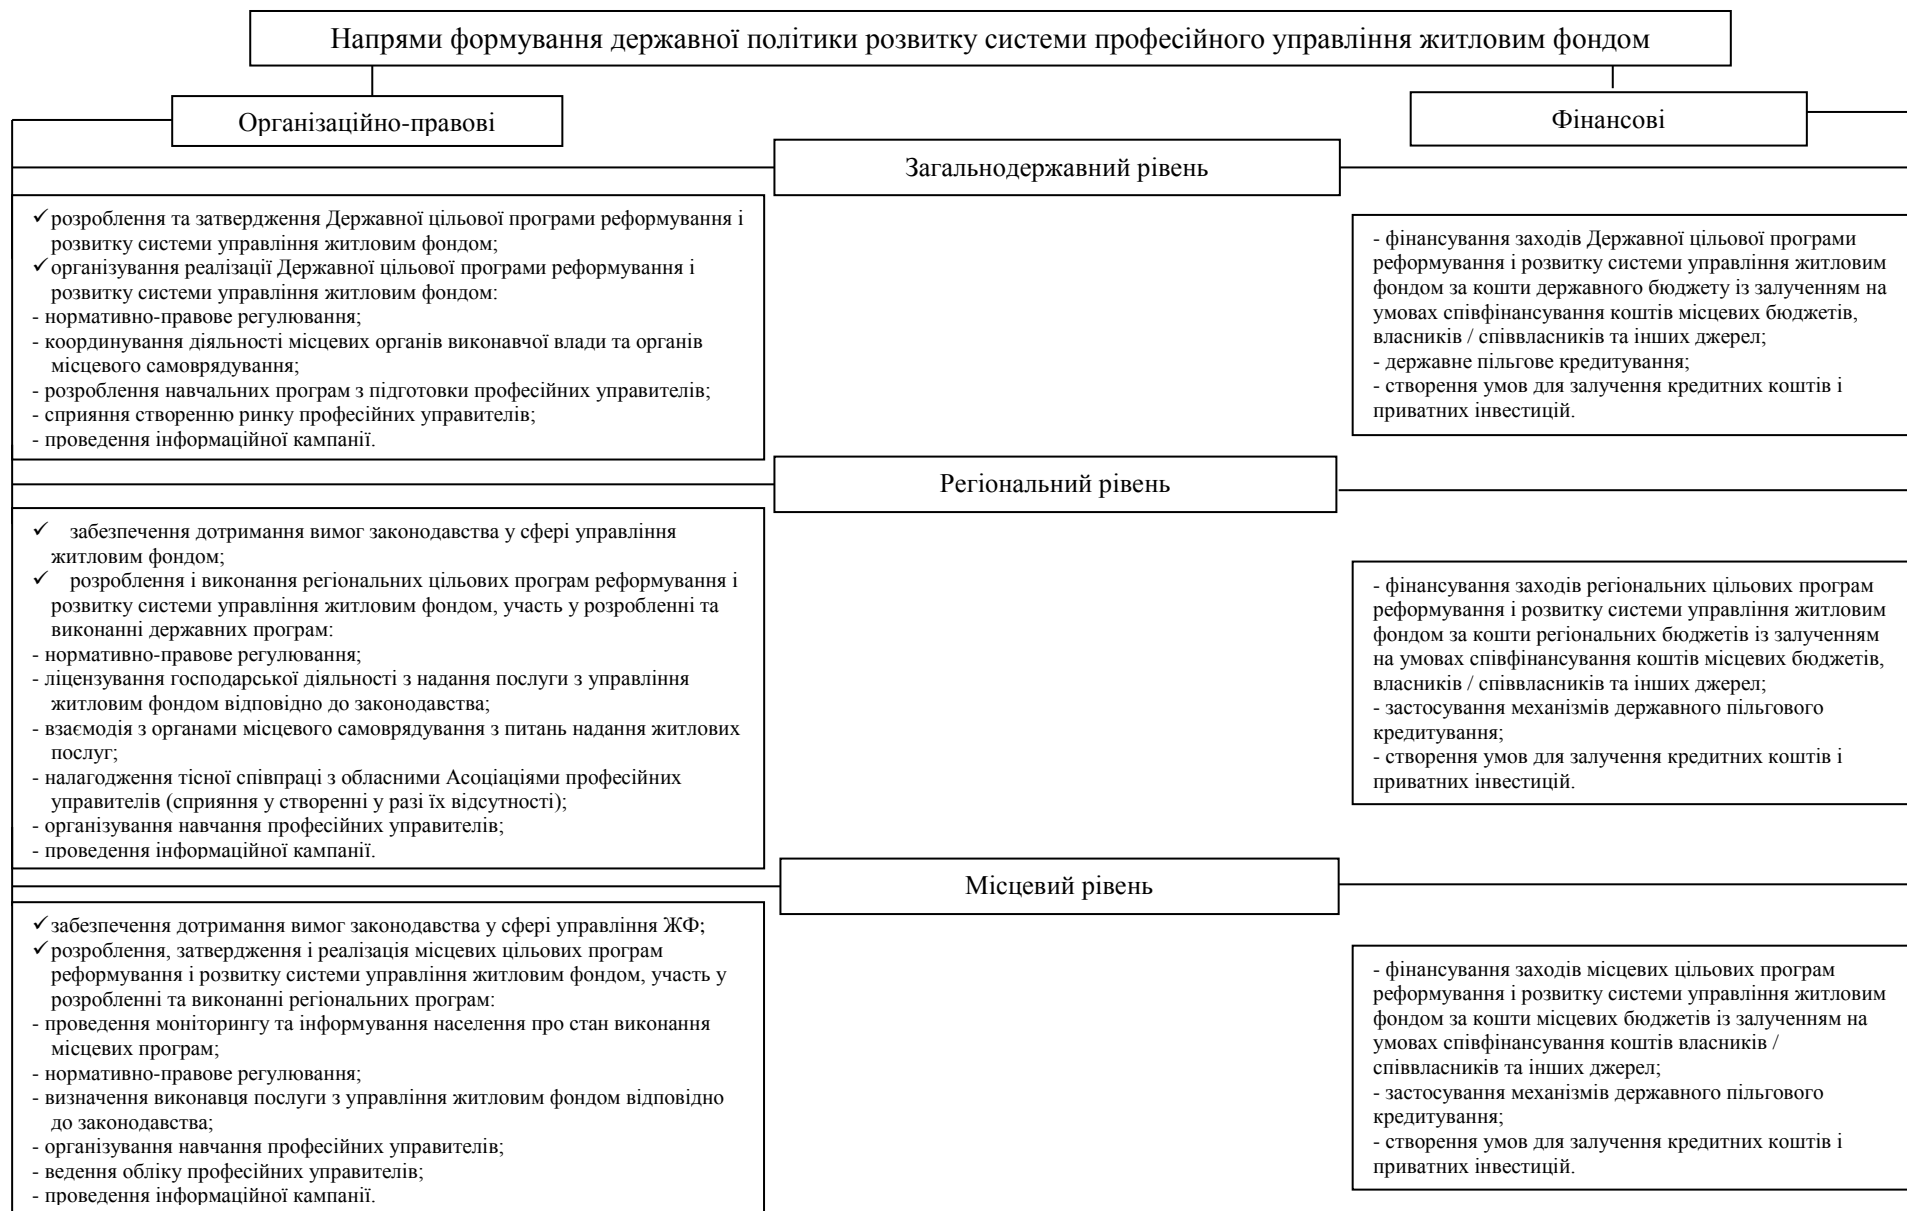 Напрями формування державної політики розвитку системи професійного управління житловим фондом
Організаційно-правові
Фінансові
Загальнодержавний рівень
✓ розроблення та затвердження Державної цільової програми реформування і
розвитку системи управління житловим фондом;
✓ організування реалізації Державної цільової програми реформування і
розвитку системи управління житловим фондом:
- нормативно-правове регулювання;
- координування діяльності місцевих органів виконавчої влади та органів
місцевого самоврядування;
- розроблення навчальних програм з підготовки професійних управителів;
- сприяння створенню ринку професійних управителів;
- проведення інформаційної кампанії.
- фінансування заходів Державної цільової програми
реформування і розвитку системи управління житловим
фондом за кошти державного бюджету із залученням на
умовах співфінансування коштів місцевих бюджетів,
власників / співвласників та інших джерел;
- державне пільгове кредитування;
- створення умов для залучення кредитних коштів і
приватних інвестицій.
Регіональний рівень
✓ забезпечення дотримання вимог законодавства у сфері управління
житловим фондом;
✓ розроблення і виконання регіональних цільових програм реформування і
розвитку системи управління житловим фондом, участь у розробленні та
виконанні державних програм:
- нормативно-правове регулювання;
- ліцензування господарської діяльності з надання послуги з управління
житловим фондом відповідно до законодавства;
- взаємодія з органами місцевого самоврядування з питань надання житлових
послуг;
- налагодження тісної співпраці з обласними Асоціаціями професійних
управителів (сприяння у створенні у разі їх відсутності);
- організування навчання професійних управителів;
- проведення інформаційної кампанії.
- фінансування заходів регіональних цільових програм
реформування і розвитку системи управління житловим
фондом за кошти регіональних бюджетів із залученням
на умовах співфінансування коштів місцевих бюджетів,
власників / співвласників та інших джерел;
- застосування механізмів державного пільгового
кредитування;
- створення умов для залучення кредитних коштів і
приватних інвестицій.
Місцевий рівень
✓ забезпечення дотримання вимог законодавства у сфері управління ЖФ;
✓ розроблення, затвердження і реалізація місцевих цільових програм
реформування і розвитку системи управління житловим фондом, участь у
розробленні та виконанні регіональних програм:
- проведення моніторингу та інформування населення про стан виконання
місцевих програм;
- нормативно-правове регулювання;
- визначення виконавця послуги з управління житловим фондом відповідно
до законодавства;
- організування навчання професійних управителів;
- ведення обліку професійних управителів;
- проведення інформаційної кампанії.
- фінансування заходів місцевих цільових програм
реформування і розвитку системи управління житловим
фондом за кошти місцевих бюджетів із залученням на
умовах співфінансування коштів власників /
співвласників та інших джерел;
- застосування механізмів державного пільгового
кредитування;
- створення умов для залучення кредитних коштів і
приватних інвестицій.